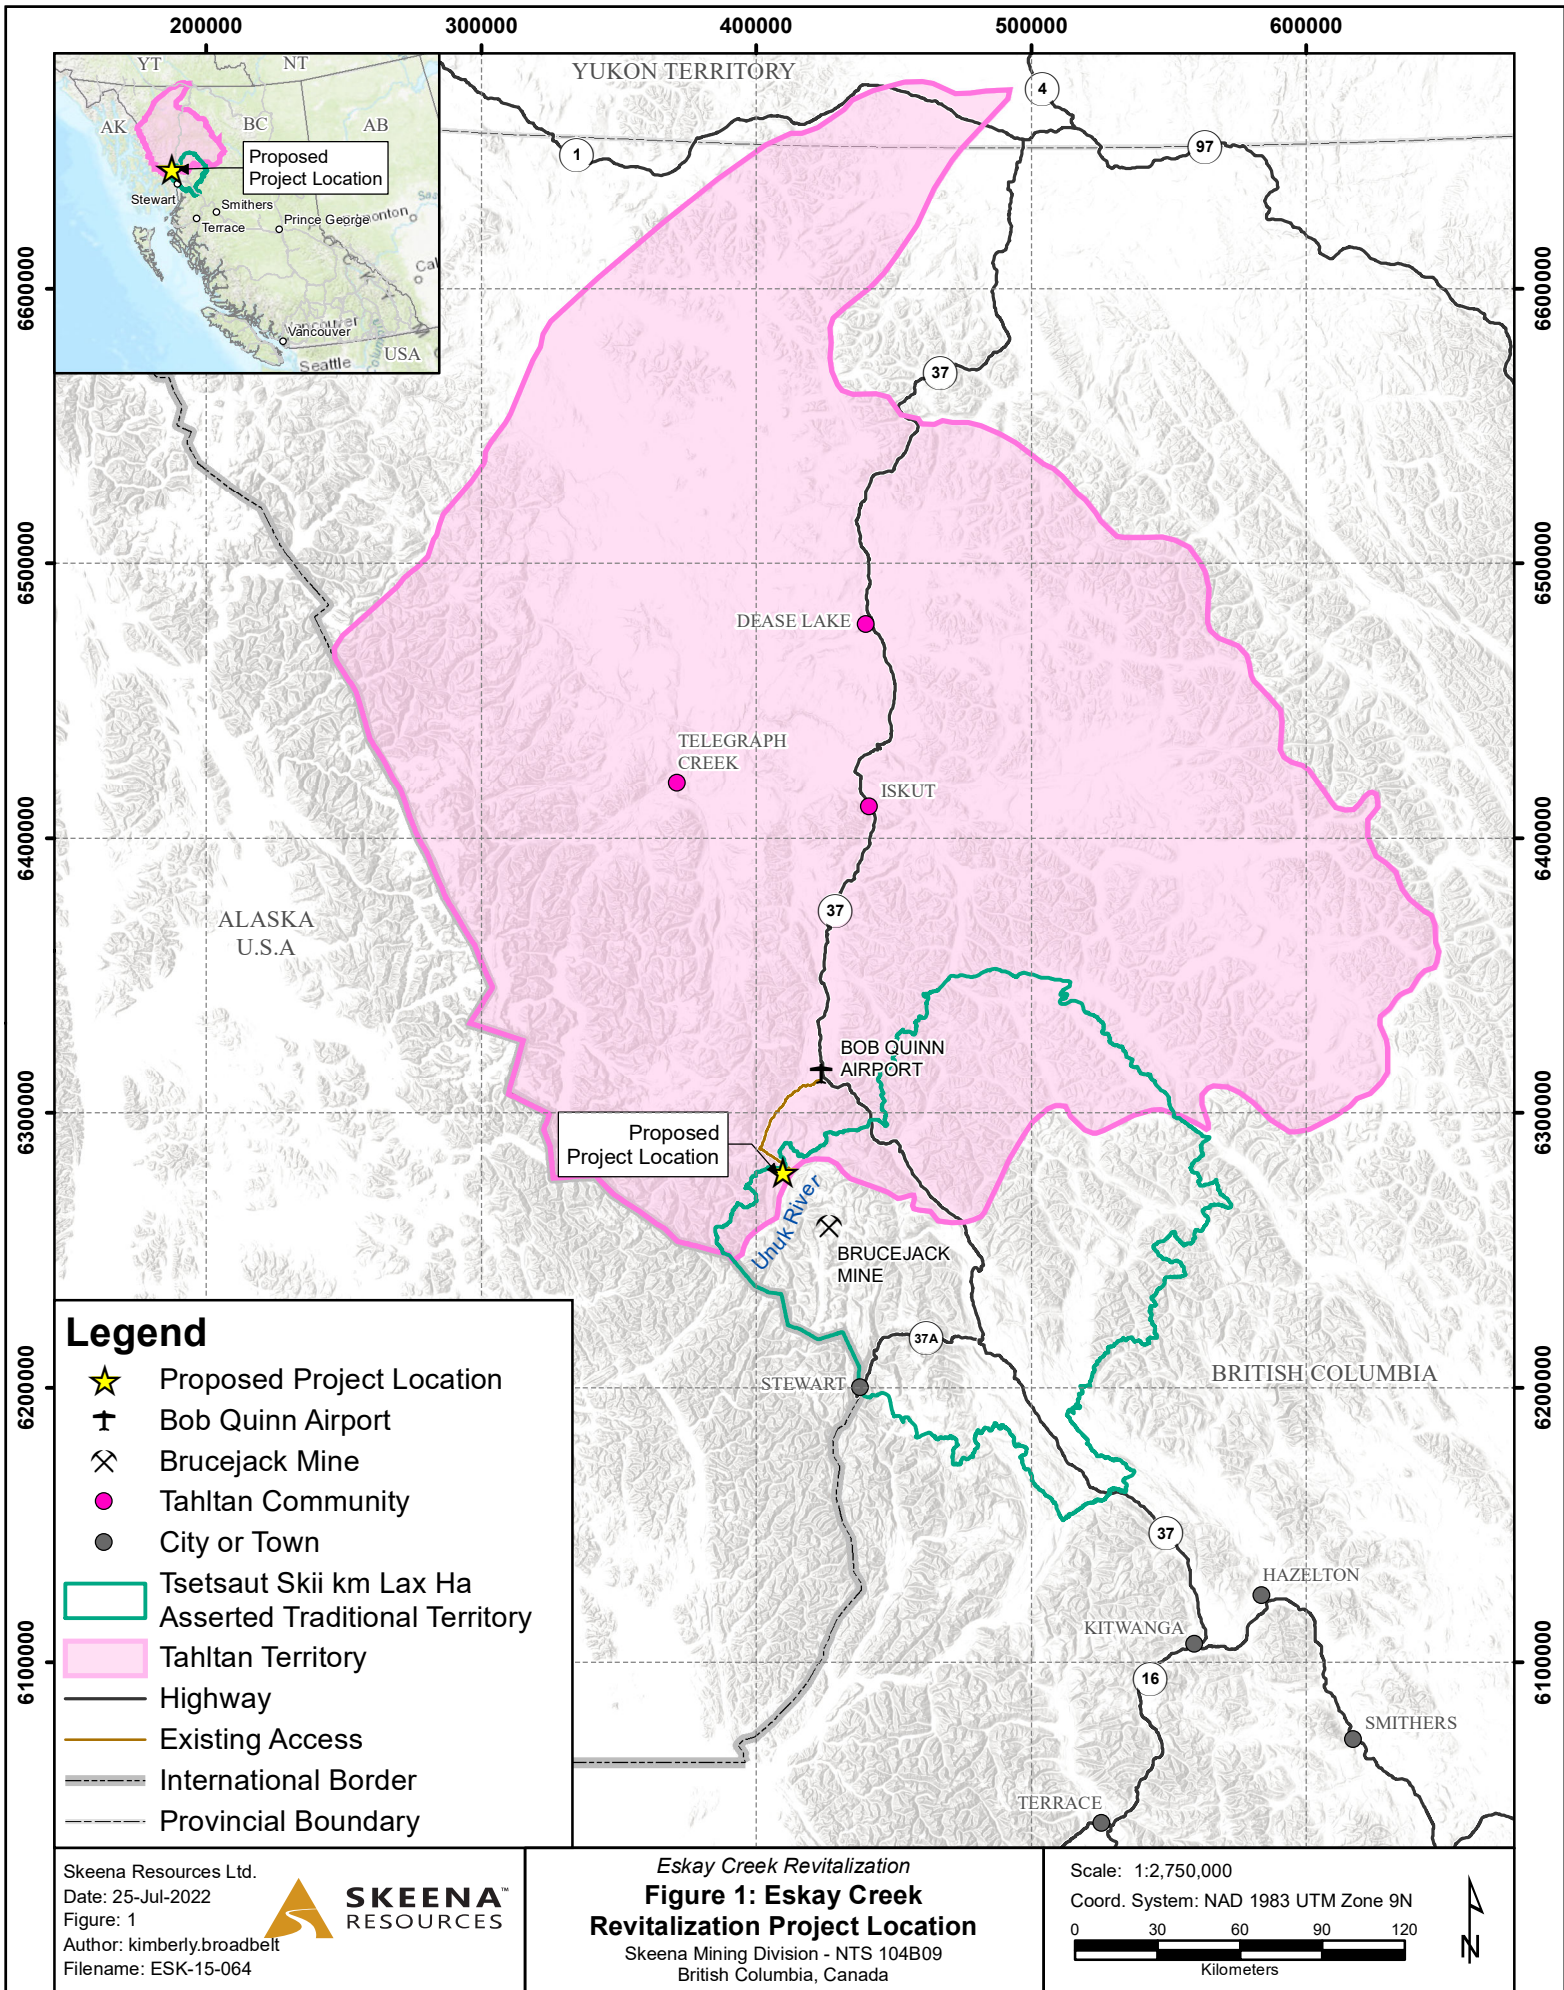 200000
300000
400000
500000
600000
YT
NT
AK
BC
AB
Proposed
Project Location
Stewart
Smithers
Terrace
Prince George
Vancouver
Seattle
USA
YUKON TERRITORY
4
1
97
6600000
6600000
37
6500000
6500000
DEASE LAKE
TELEGRAPH
CREEK
ISKUT
6400000
6400000
37
ALASKA
U.S.A
BOB QUINN
AIRPORT
6300000
6300000
Proposed
Project Location
Unuk River
BRUCEJACK
MINE
37A
STEWART
BRITISH COLUMBIA
6200000
6200000
37
HAZELTON
KITWANGA
16
6100000
6100000
SMITHERS
TERRACE
Legend
Proposed Project Location
Bob Quinn Airport
Brucejack Mine
Tahltan Community
City or Town
Tsetsaut Skii km Lax Ha
Asserted Traditional Territory
Tahltan Territory
Highway
Existing Access
International Border
Provincial Boundary
Skeena Resources Ltd.
Date: 25-Jul-2022
Figure: 1
Author: kimberly.broadbelt
Filename: ESK-15-064
SKEENA™
RESOURCES
Eskay Creek Revitalization
Figure 1: Eskay Creek
Revitalization Project Location
Skeena Mining Division - NTS 104B09
British Columbia, Canada
Scale: 1:2,750,000
Coord. System: NAD 1983 UTM Zone 9N
0 30 60 90 120
Kilometers
N